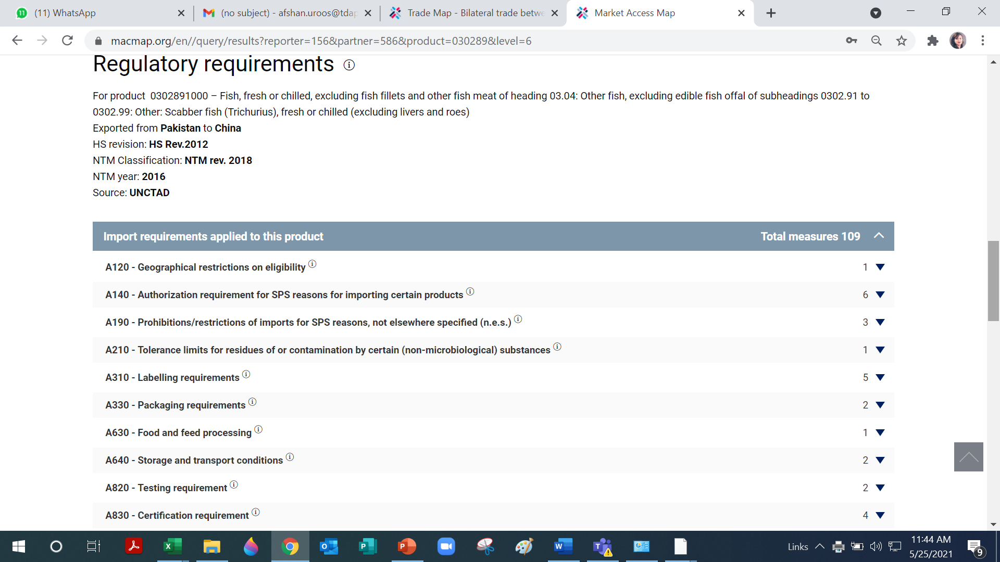 11
(11) WhatsApp
(no subject) - afshan.uroos@tdap
Trade Map - Bilateral trade betwe
Market Access Map
macmap.org/en//query/results?reporter=156&partner=586&product=030289&level=6
Regulatory requirements
For product 0302891000 – Fish, fresh or chilled, excluding fish fillets and other fish meat of heading 03.04: Other fish, excluding edible fish offal of subheadings 0302.91 to
0302.99: Other: Scabber fish (Trichurius), fresh or chilled (excluding livers and roes)
Exported from Pakistan to China
HS revision: HS Rev.2012
NTM Classification: NTM rev. 2018
NTM year: 2016
Source: UNCTAD
Import requirements applied to this product Total measures 109
A120 - Geographical restrictions on eligibility 1
A140 - Authorization requirement for SPS reasons for importing certain products 6
A190 - Prohibitions/restrictions of imports for SPS reasons, not elsewhere specified (n.e.s.) 3
A210 - Tolerance limits for residues of or contamination by certain (non-microbiological) substances 1
A310 - Labelling requirements 5
A330 - Packaging requirements 2
A630 - Food and feed processing 1
A640 - Storage and transport conditions 2
A820 - Testing requirement 2
A830 - Certification requirement 4
Links
11:44 AM
5/25/2021
9